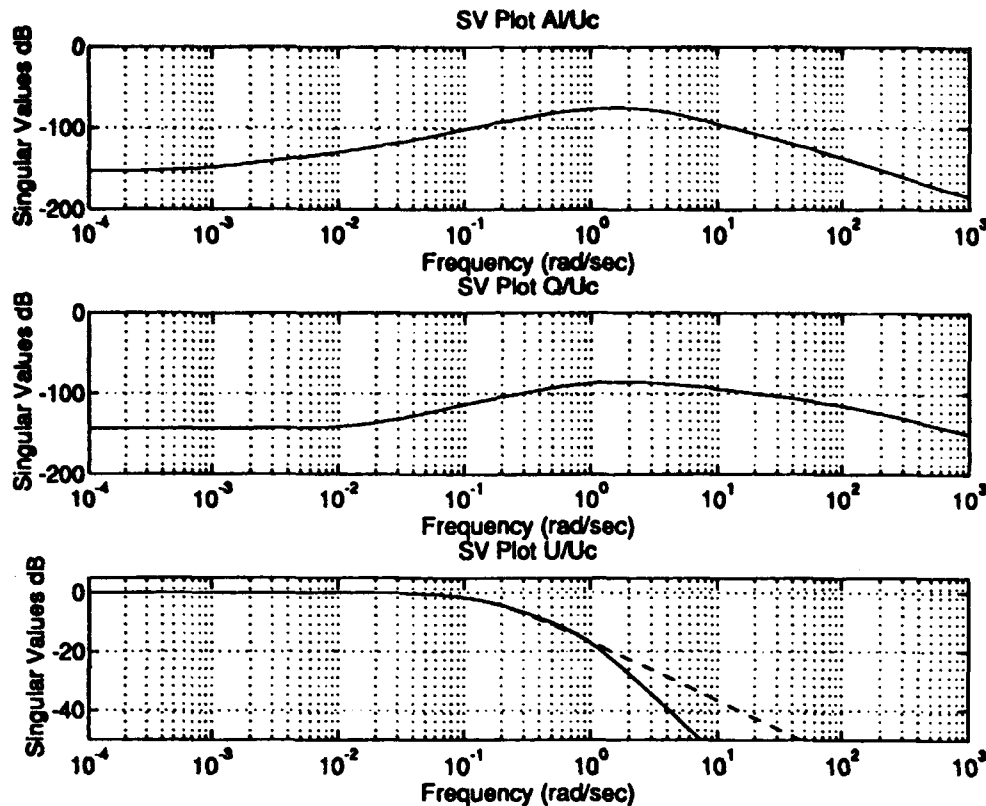 SV Plot Al/Uc
Singular Values dB
0
-100
-200
10^-4 10^-3 10^-2 10^-1 10^0 10^1 10^2 10^3
Frequency (rad/sec)
SV Plot Q/Uc
Singular Values dB
0
-100
-200
10^-4 10^-3 10^-2 10^-1 10^0 10^1 10^2 10^3
Frequency (rad/sec)
SV Plot U/Uc
Singular Values dB
0
-20
-40
10^-4 10^-3 10^-2 10^-1 10^0 10^1 10^2 10^3
Frequency (rad/sec)